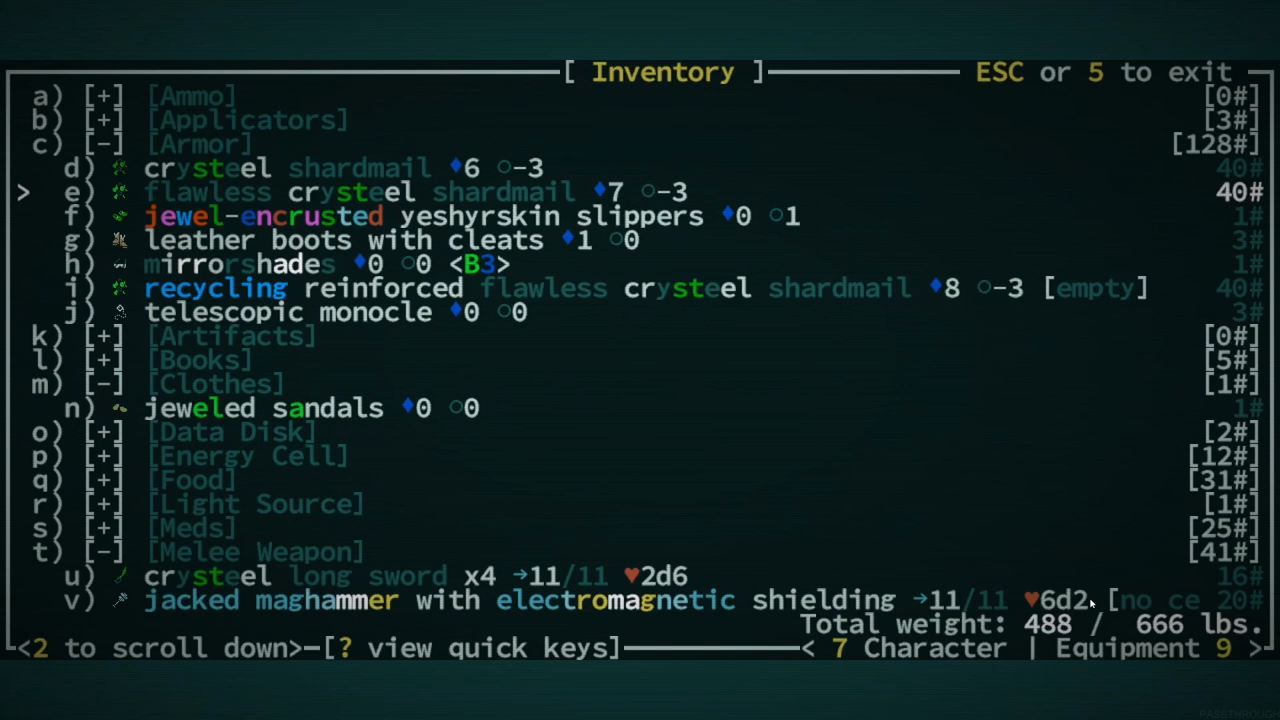 [ Inventory ] ESC or 5 to exit
a) [+] [Ammo] [0#]
b) [+] [Applicators] [3#]
c) [-] [Armor] [128#]
d) crysteel shardmail ♦6 ○-3 40#
> e) flawless crysteel shardmail ♦7 ○-3 40#
f) jewel-encrusted yeshyrskin slippers ♦0 ○1 1#
g) leather boots with cleats ♦1 ○0 3#
h) mirrorshades ♦0 ○0 <B3> 1#
i) recycling reinforced flawless crysteel shardmail ♦8 ○-3 [empty] 40#
j) telescopic monocle ♦0 ○0 3#
k) [+] [Artifacts] [0#]
l) [+] [Books] [5#]
m) [-] [Clothes] [1#]
n) jeweled sandals ♦0 ○0 1#
o) [+] [Data Disk] [2#]
p) [+] [Energy Cell] [12#]
q) [+] [Food] [31#]
r) [+] [Light Source] [1#]
s) [+] [Meds] [25#]
t) [-] [Melee Weapon] [41#]
u) crysteel long sword x4 →11/11 ♥2d6 16#
v) jacked maghammer with electromagnetic shielding →11/11 ♥6d2 [no ce 20#
Total weight: 488 / 666 lbs.
<2 to scroll down> [? view quick keys] < 7 Character | Equipment 9 >